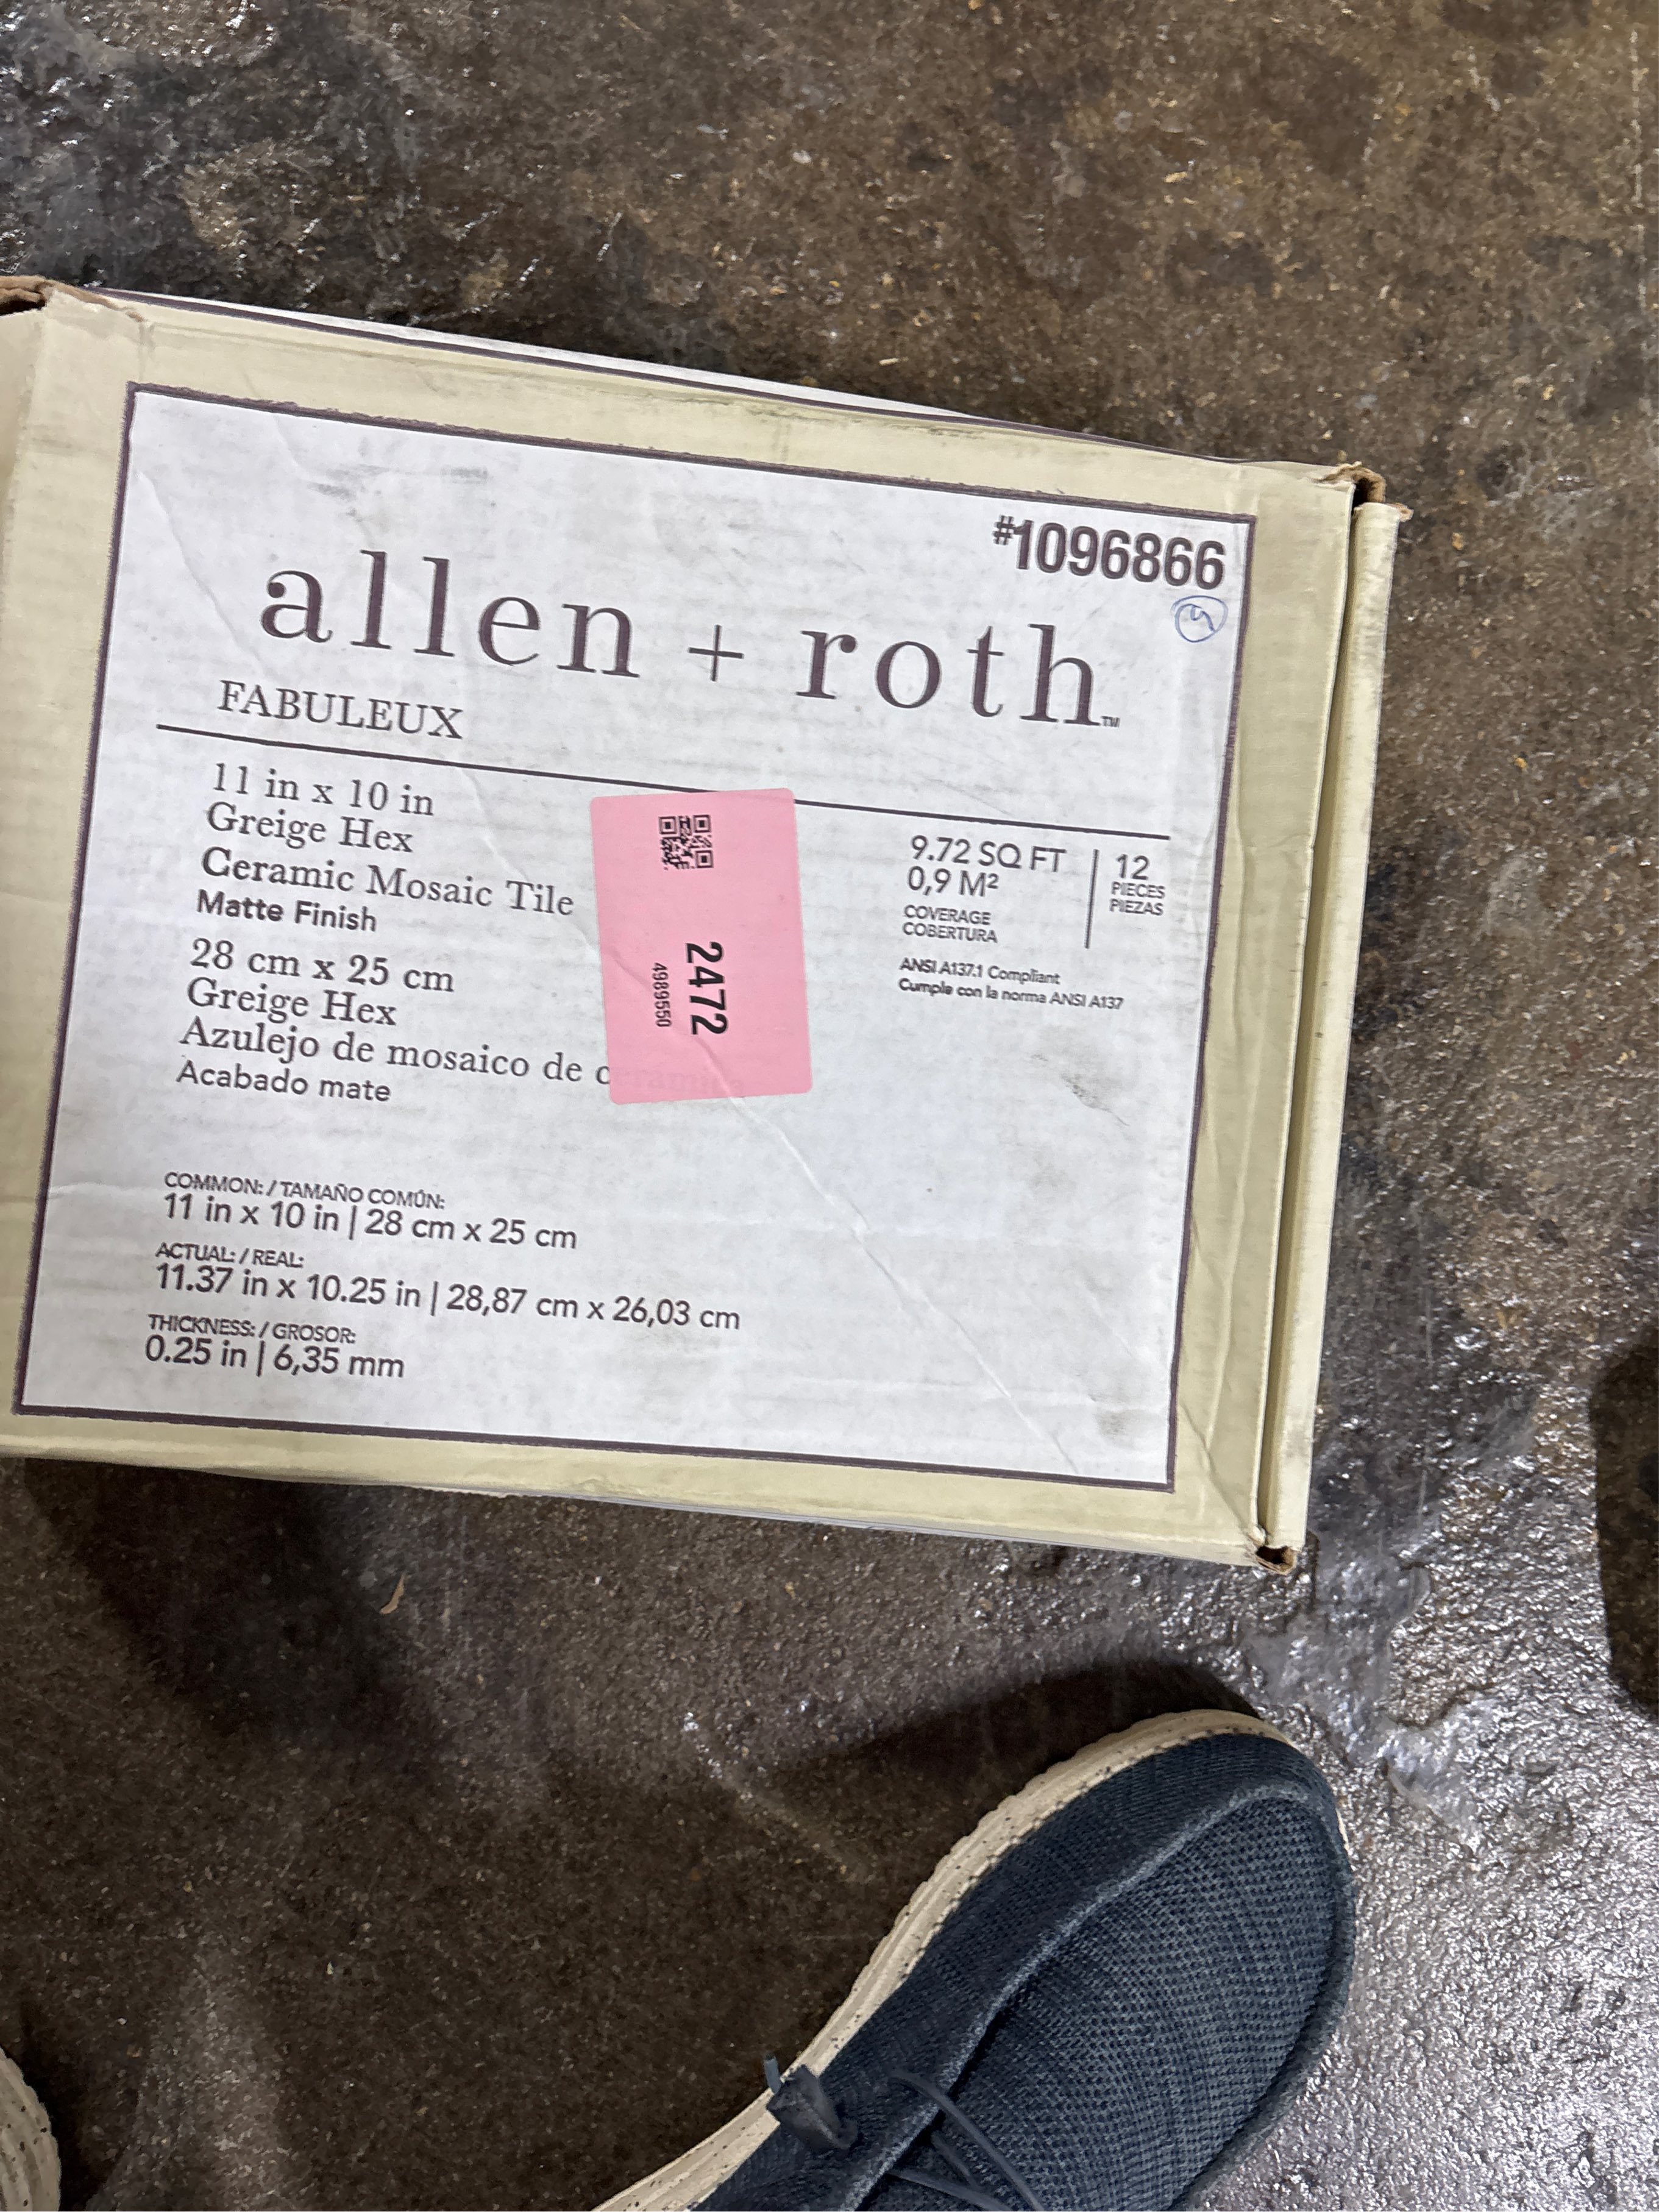 #1096866
allen + roth™
FABULEUX
11 in x 10 in
Greige Hex
Ceramic Mosaic Tile
Matte Finish
28 cm x 25 cm
Greige Hex
Azulejo de mosaico de cerámica
Acabado mate
2472
4989550
9.72 SQ FT
0,9 M²
COVERAGE
COBERTURA
12
PIECES
PIEZAS
ANSI A137.1 Compliant
Cumple con la norma ANSI A137
COMMON: / TAMAÑO COMÚN:
11 in x 10 in | 28 cm x 25 cm
ACTUAL: / REAL:
11.37 in x 10.25 in | 28,87 cm x 26,03 cm
THICKNESS: / GROSOR:
0.25 in | 6,35 mm